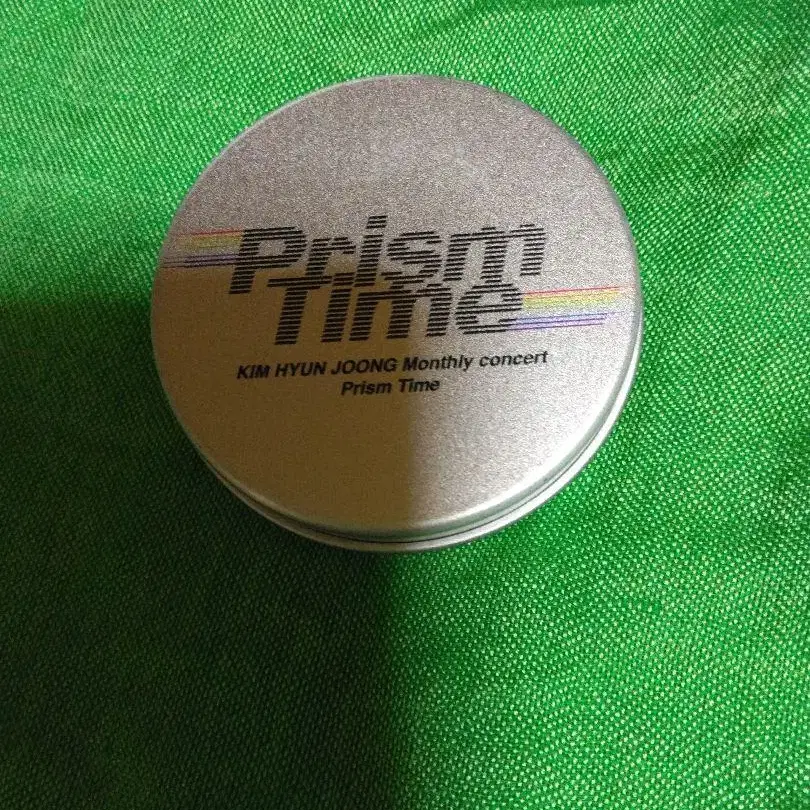 Prism
Time
KIM HYUN JOONG Monthly concert
Prism Time